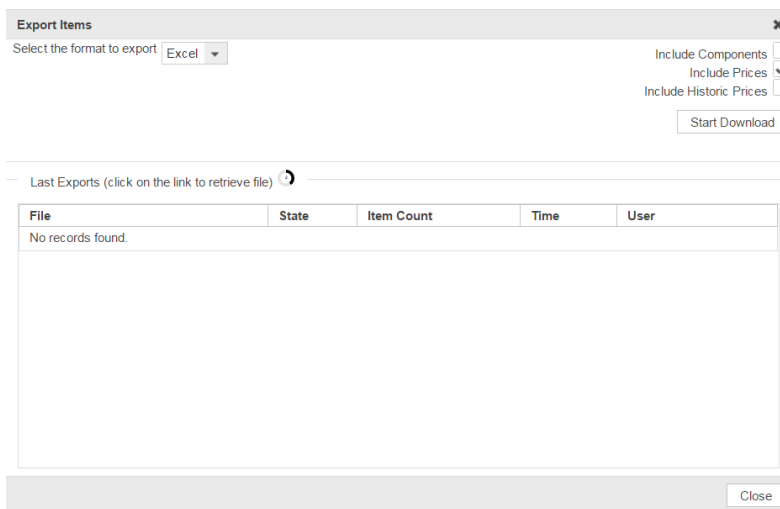 Export Items
Select the format to export Excel
Include Components
Include Prices
Include Historic Prices
Start Download
Last Exports (click on the link to retrieve file)
File State Item Count Time User
No records found.
Close